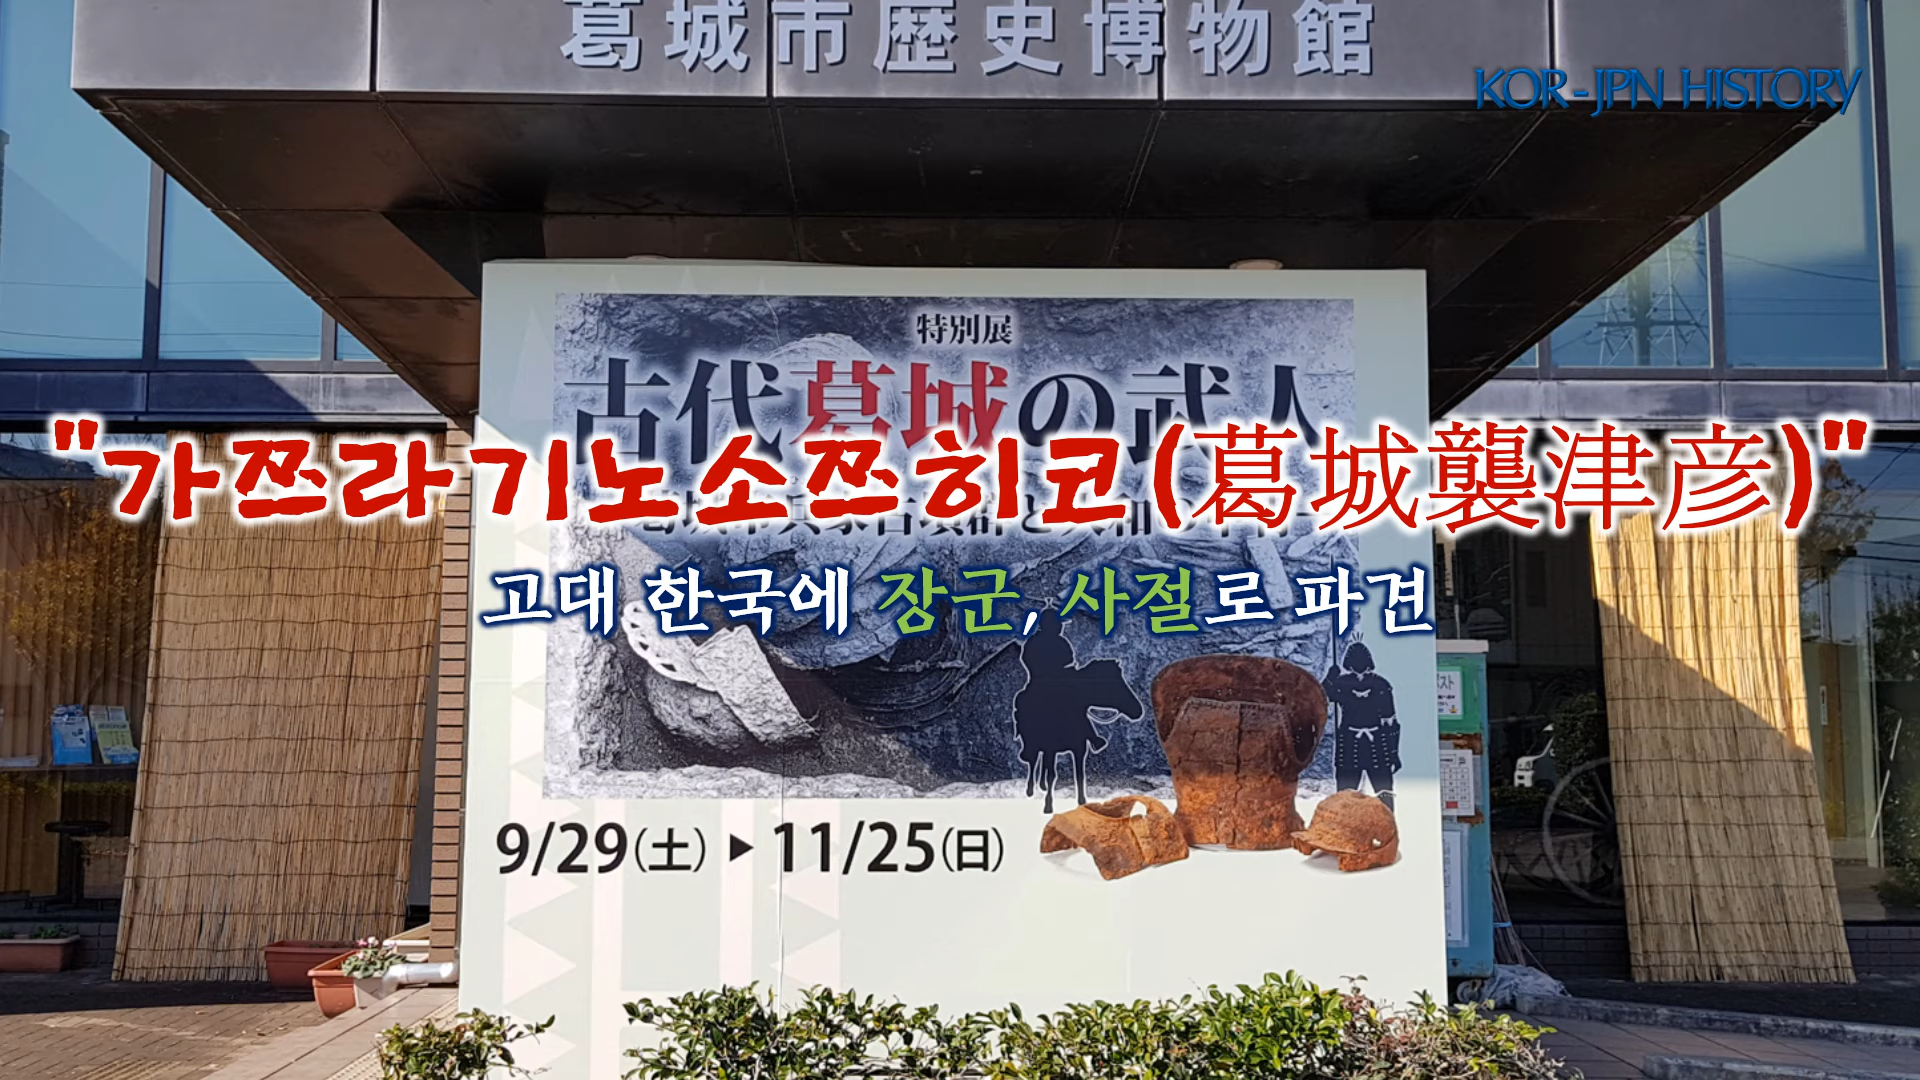 葛城市歴史博物館
KOR-JPN HISTORY
特別展
古代葛城の武人
"가쯔라기노소쯔히코(葛城襲津彦)"
고대 한국에 장군, 사절로 파견
9/29(土)▶11/25(日)